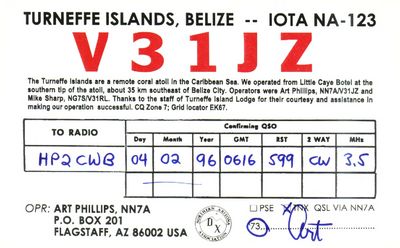 TURNEFFE ISLANDS, BELIZE -- IOTA NA-123
V31JZ
The Turneffe Islands are a remote coral atoll in the Caribbean Sea. We operated from Little Caye Botel at the
southern tip of the atoll, about 35 km southeast of Belize City. Operators were Art Phillips, NN7A/V31JZ and
Mike Sharp, NG7S/V31RL. Thanks to the staff of Turneffe Island Lodge for their courtesy and assistance in
making our operation successful. CQ Zone 7; Grid locator EK67.
TO RADIO
Confirming QSO
Day Month Year GMT RST 2 WAY MHz
HP2CWB 04 02 96 0616 599 CW 3.5
OPR: ART PHILLIPS, NN7A
P.O. BOX 201
FLAGSTAFF, AZ 86002 USA
NORTHERN ARIZONA DX ASSOCIATION
PSE TNX QSL VIA NN7A
73... Art